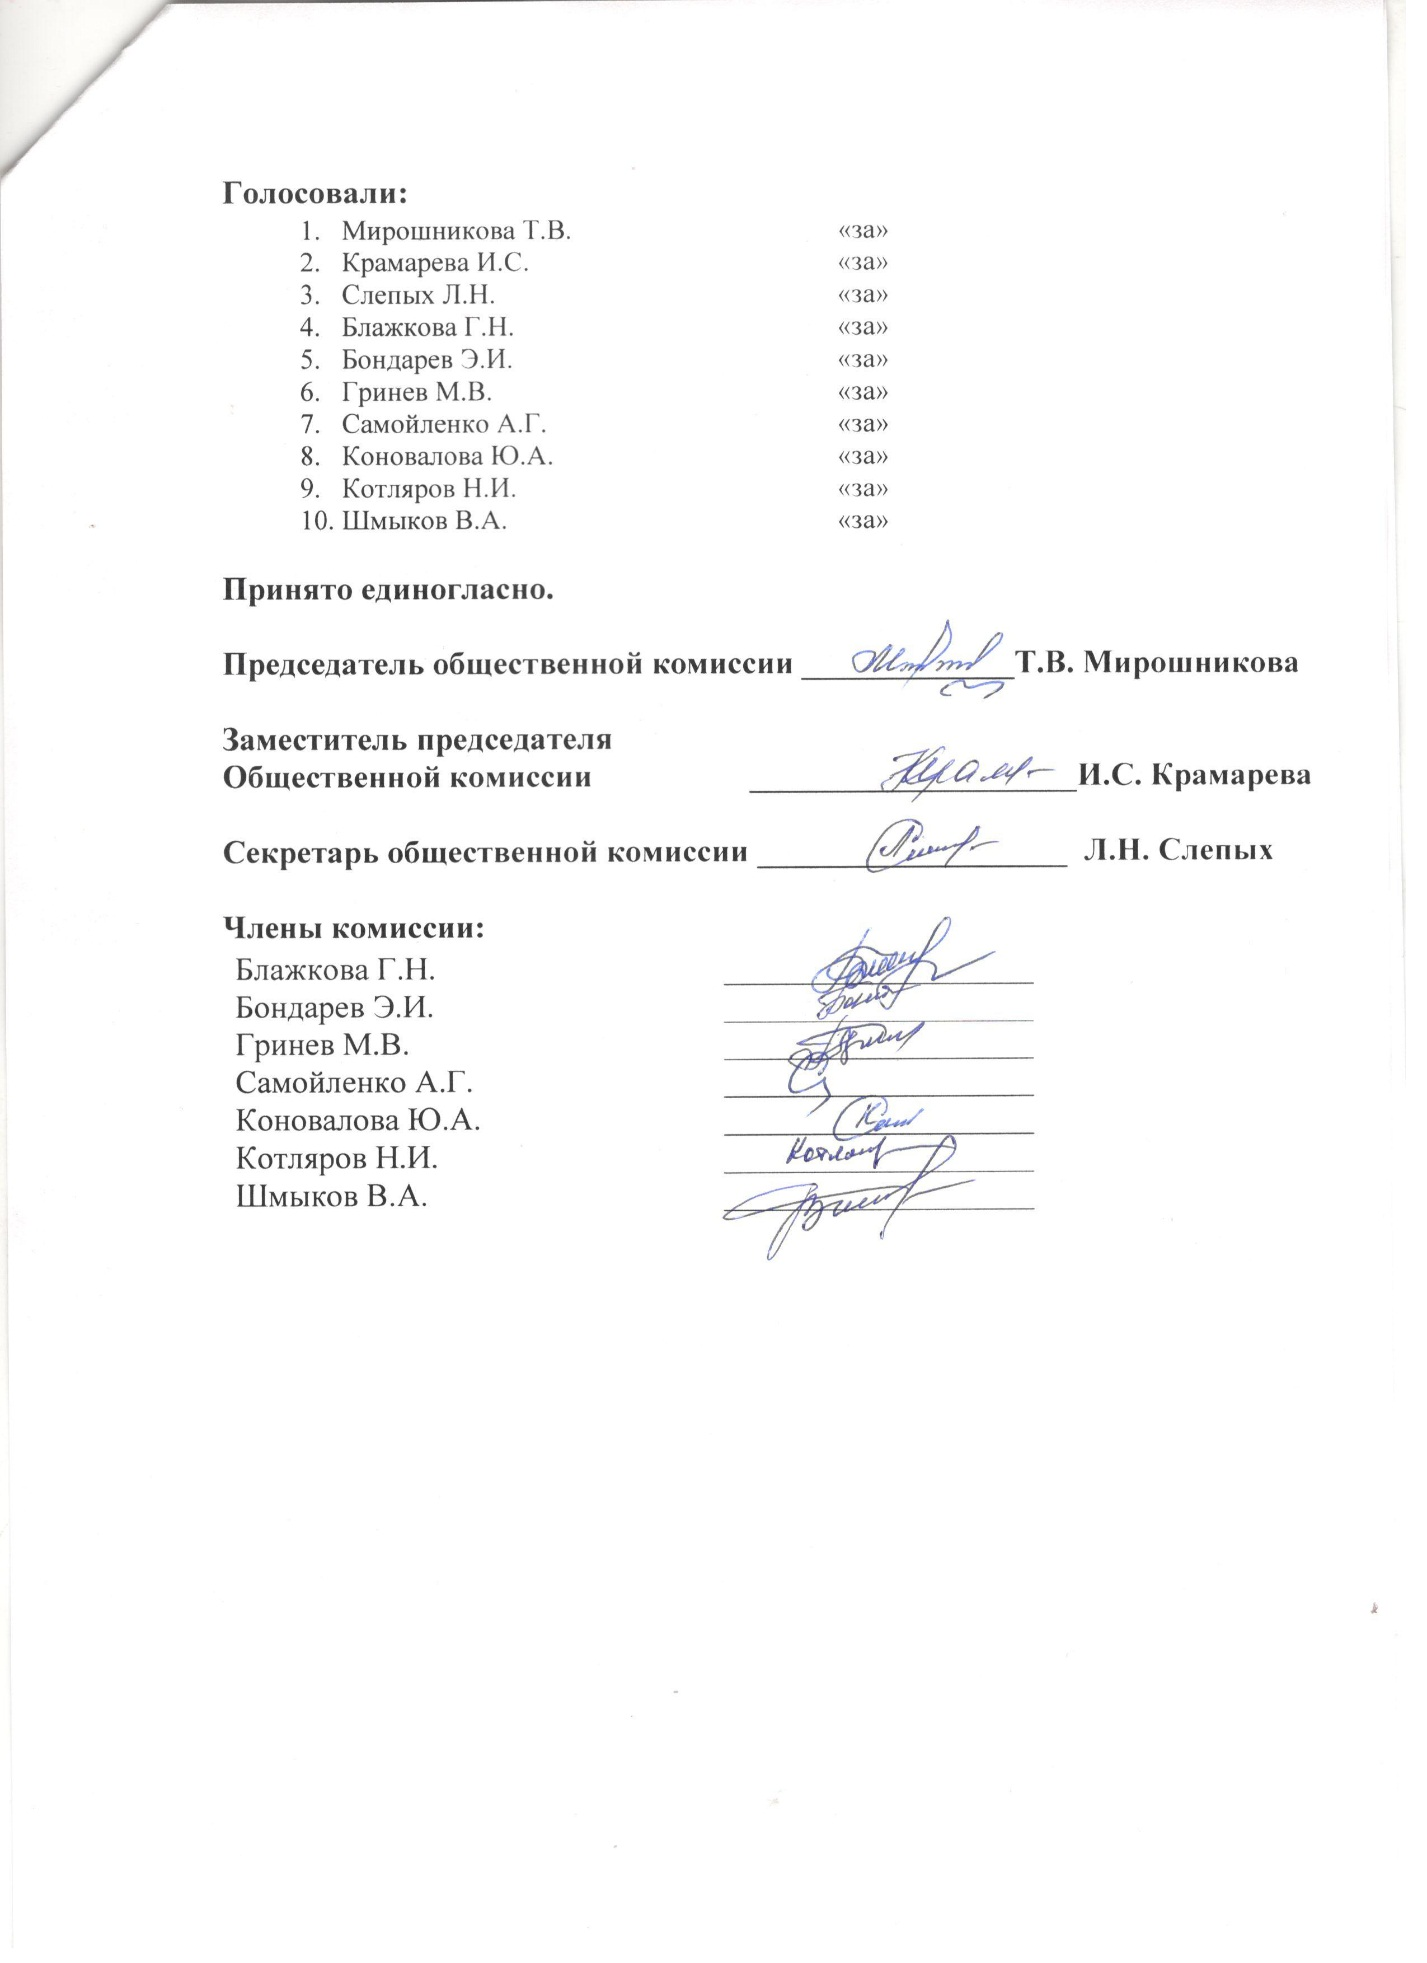 Голосовали:
1. Мирошникова Т.В. «за»
2. Крамарева И.С. «за»
3. Слепых Л.Н. «за»
4. Блажкова Г.Н. «за»
5. Бондарев Э.И. «за»
6. Гринев М.В. «за»
7. Самойленко А.Г. «за»
8. Коновалова Ю.А. «за»
9. Котляров Н.И. «за»
10. Шмыков В.А. «за»
Принято единогласно.
Председатель общественной комиссии Т.В. Мирошникова
Заместитель председателя
Общественной комиссии И.С. Крамарева
Секретарь общественной комиссии Л.Н. Слепых
Члены комиссии:
Блажкова Г.Н.
Бондарев Э.И.
Гринев М.В.
Самойленко А.Г.
Коновалова Ю.А.
Котляров Н.И.
Шмыков В.А.